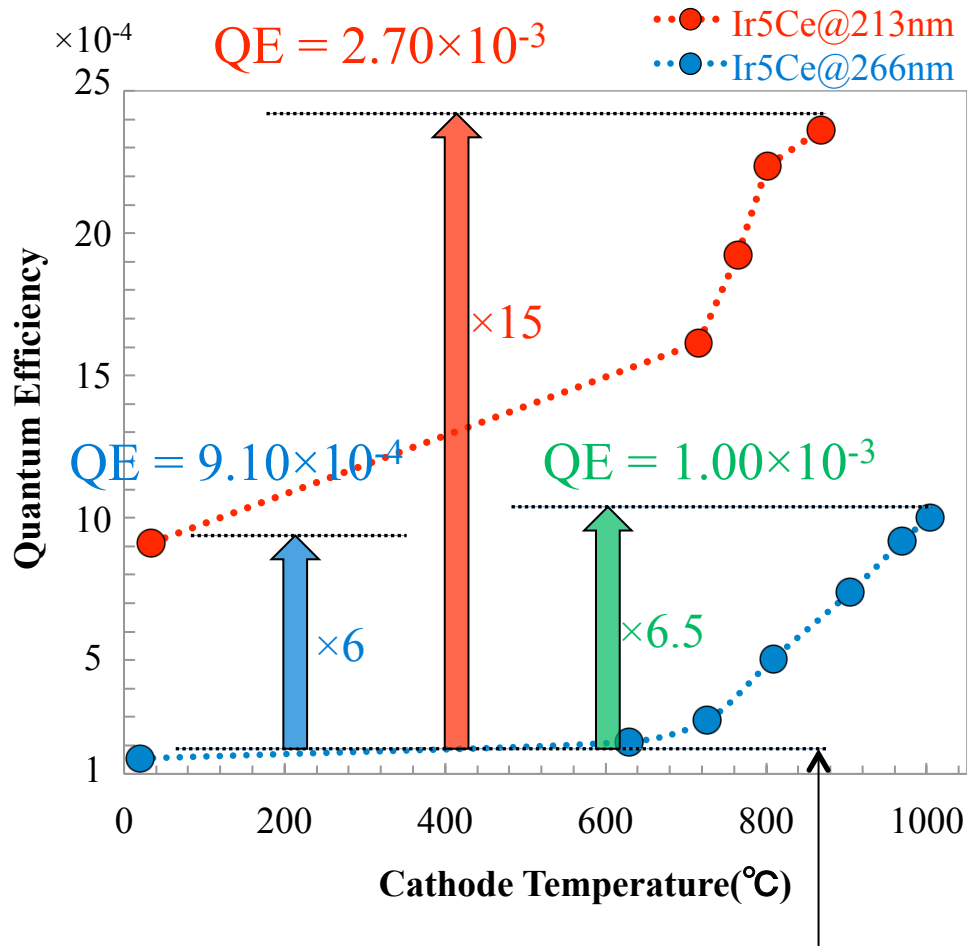 ×10-4
QE = 2.70×10-3
Ir5Ce@213nm
Ir5Ce@266nm
25
20
15
10
5
1
Quantum Efficiency
×15
QE = 9.10×10-4
QE = 1.00×10-3
×6
×6.5
0 200 400 600 800 1000
Cathode Temperature(℃)